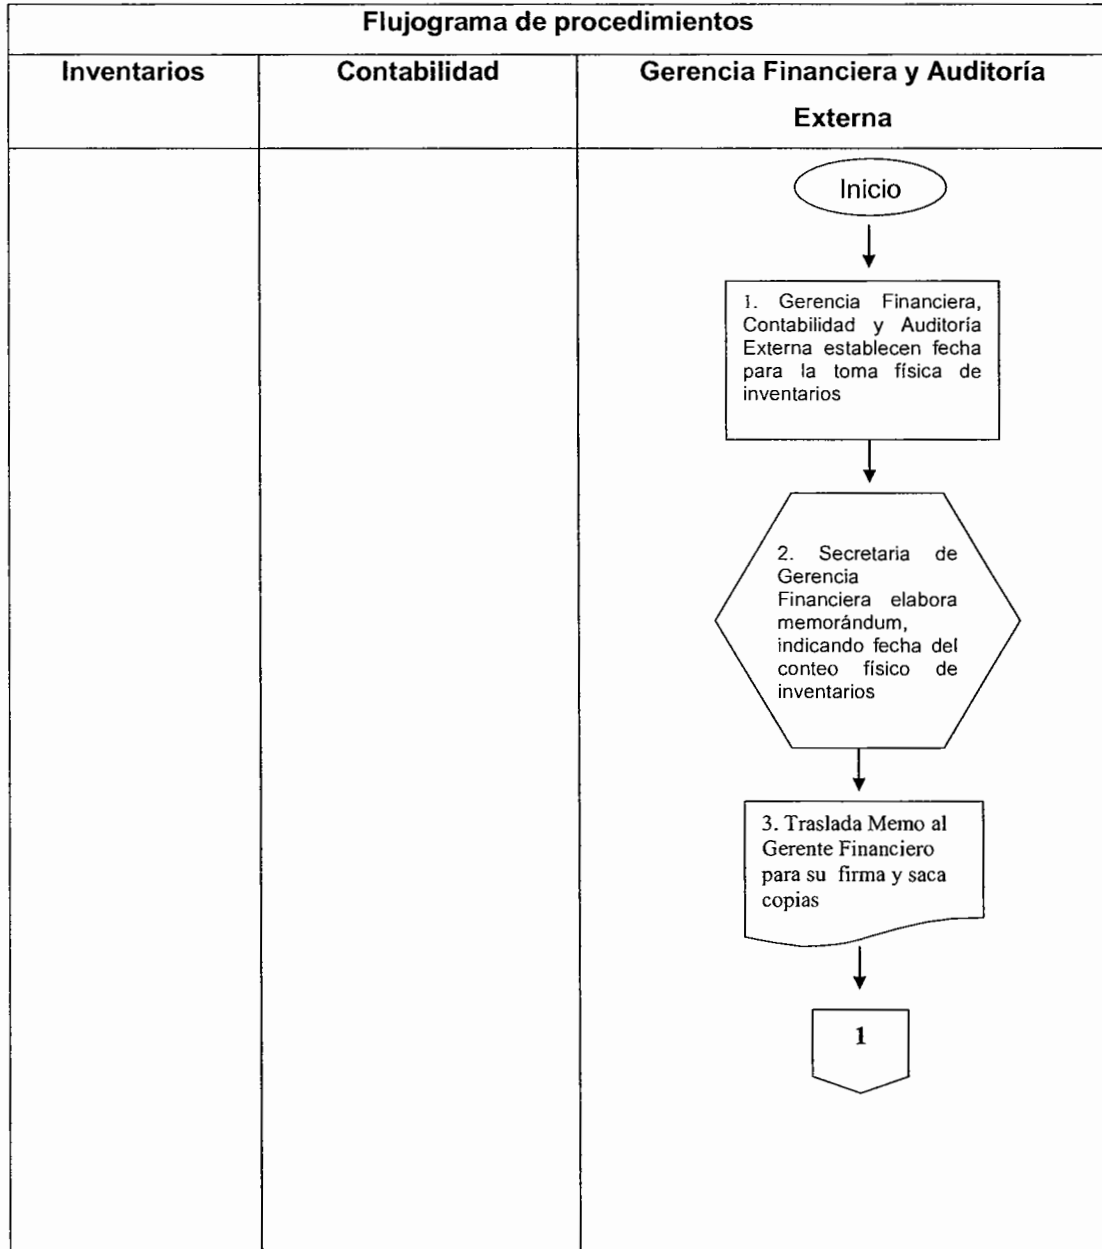 Flujograma de procedimientos
Inventarios
Contabilidad
Gerencia Financiera y Auditoría
Externa
Inicio
1. Gerencia Financiera,
Contabilidad y Auditoría
Externa establecen fecha
para la toma física de
inventarios
2. Secretaria de
Gerencia
Financiera elabora
memorándum,
indicando fecha del
conteo físico de
inventarios
3. Traslada Memo al
Gerente Financiero
para su firma y saca
copias
1